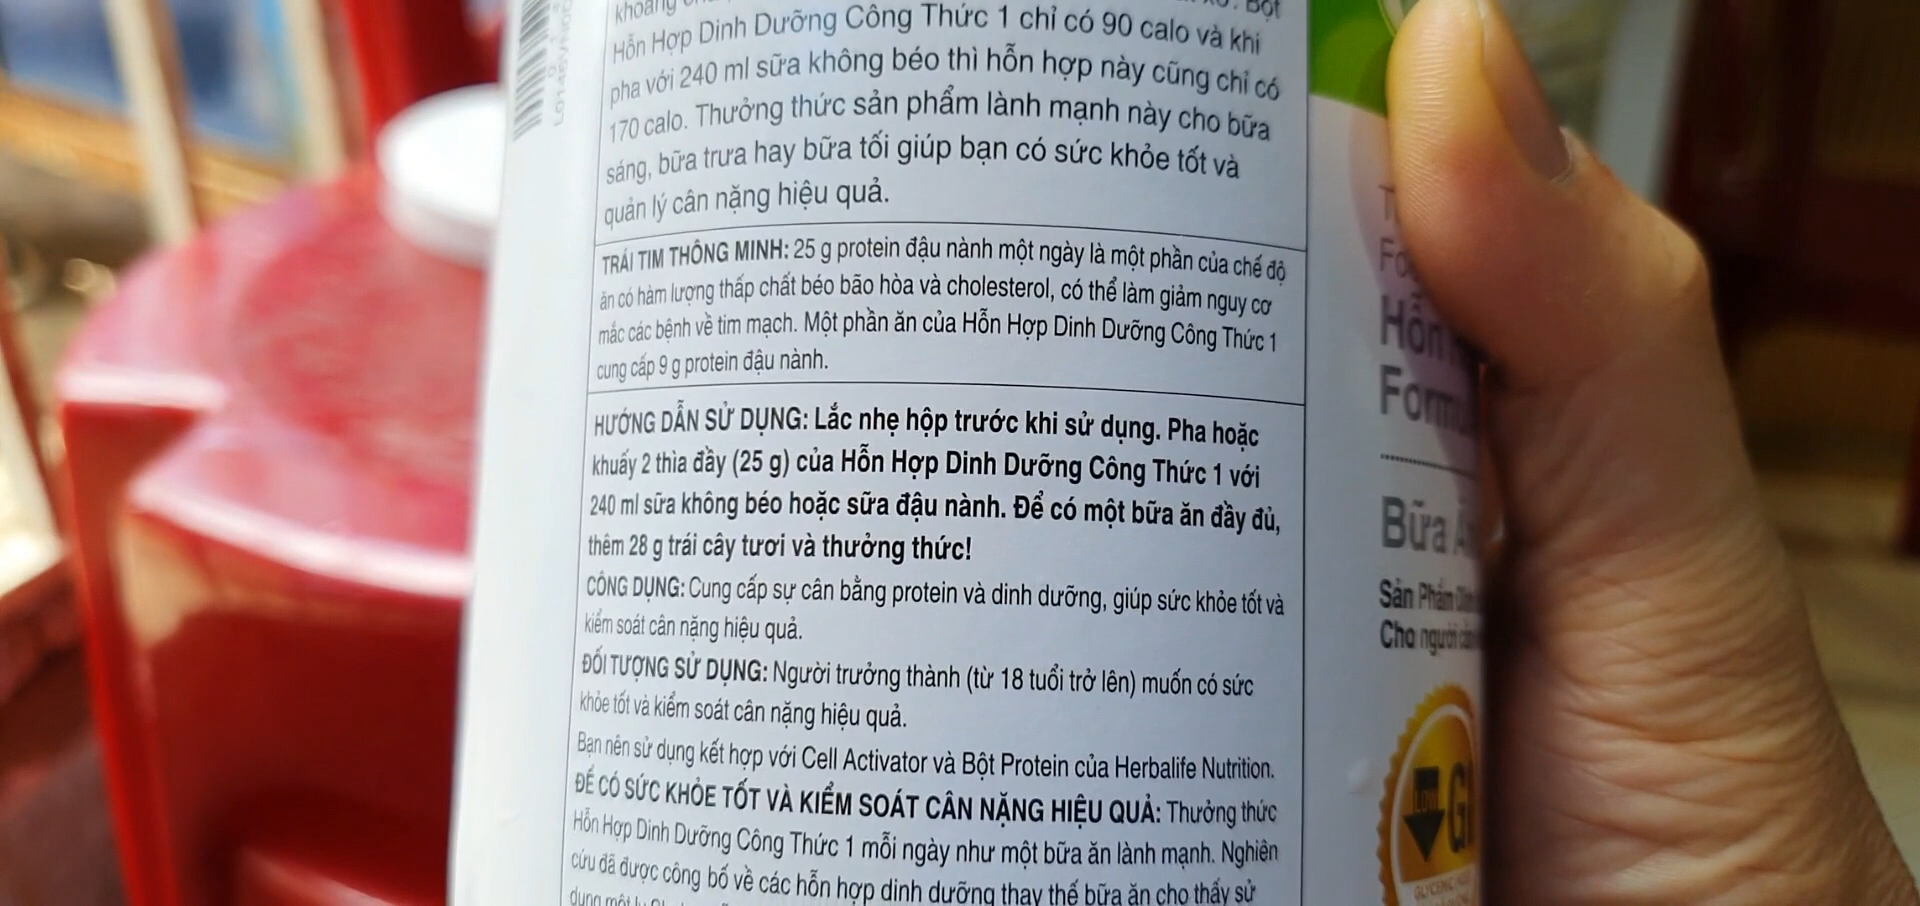 Hỗn Hợp Dinh Dưỡng Công Thức 1 chỉ có 90 calo và khi
pha với 240 ml sữa không béo thì hỗn hợp này cũng chỉ có
170 calo. Thưởng thức sản phẩm lành mạnh này cho bữa
sáng, bữa trưa hay bữa tối giúp bạn có sức khỏe tốt và
quản lý cân nặng hiệu quả.
TRÁI TIM THÔNG MINH: 25 g protein đậu nành một ngày là một phần của chế độ
ăn có hàm lượng thấp chất béo bão hòa và cholesterol, có thể làm giảm nguy cơ
mắc các bệnh về tim mạch. Một phần ăn của Hỗn Hợp Dinh Dưỡng Công Thức 1
cung cấp 9 g protein đậu nành.
HƯỚNG DẪN SỬ DỤNG: Lắc nhẹ hộp trước khi sử dụng. Pha hoặc
khuấy 2 thìa đầy (25 g) của Hỗn Hợp Dinh Dưỡng Công Thức 1 với
240 ml sữa không béo hoặc sữa đậu nành. Để có một bữa ăn đầy đủ,
thêm 28 g trái cây tươi và thưởng thức!
CÔNG DỤNG: Cung cấp sự cân bằng protein và dinh dưỡng, giúp sức khỏe tốt và
kiểm soát cân nặng hiệu quả.
ĐỐI TƯỢNG SỬ DỤNG: Người trưởng thành (từ 18 tuổi trở lên) muốn có sức
khỏe tốt và kiểm soát cân nặng hiệu quả.
Bạn nên sử dụng kết hợp với Cell Activator và Bột Protein của Herbalife Nutrition.
ĐỂ CÓ SỨC KHỎE TỐT VÀ KIỂM SOÁT CÂN NẶNG HIỆU QUẢ: Thưởng thức
Hỗn Hợp Dinh Dưỡng Công Thức 1 mỗi ngày như một bữa ăn lành mạnh. Nghiên
cứu đã được công bố về các hỗn hợp dinh dưỡng thay thế bữa ăn cho thấy sử
Hỗn
Bữa
Sản Phẩm
Cho người
LOW
GI